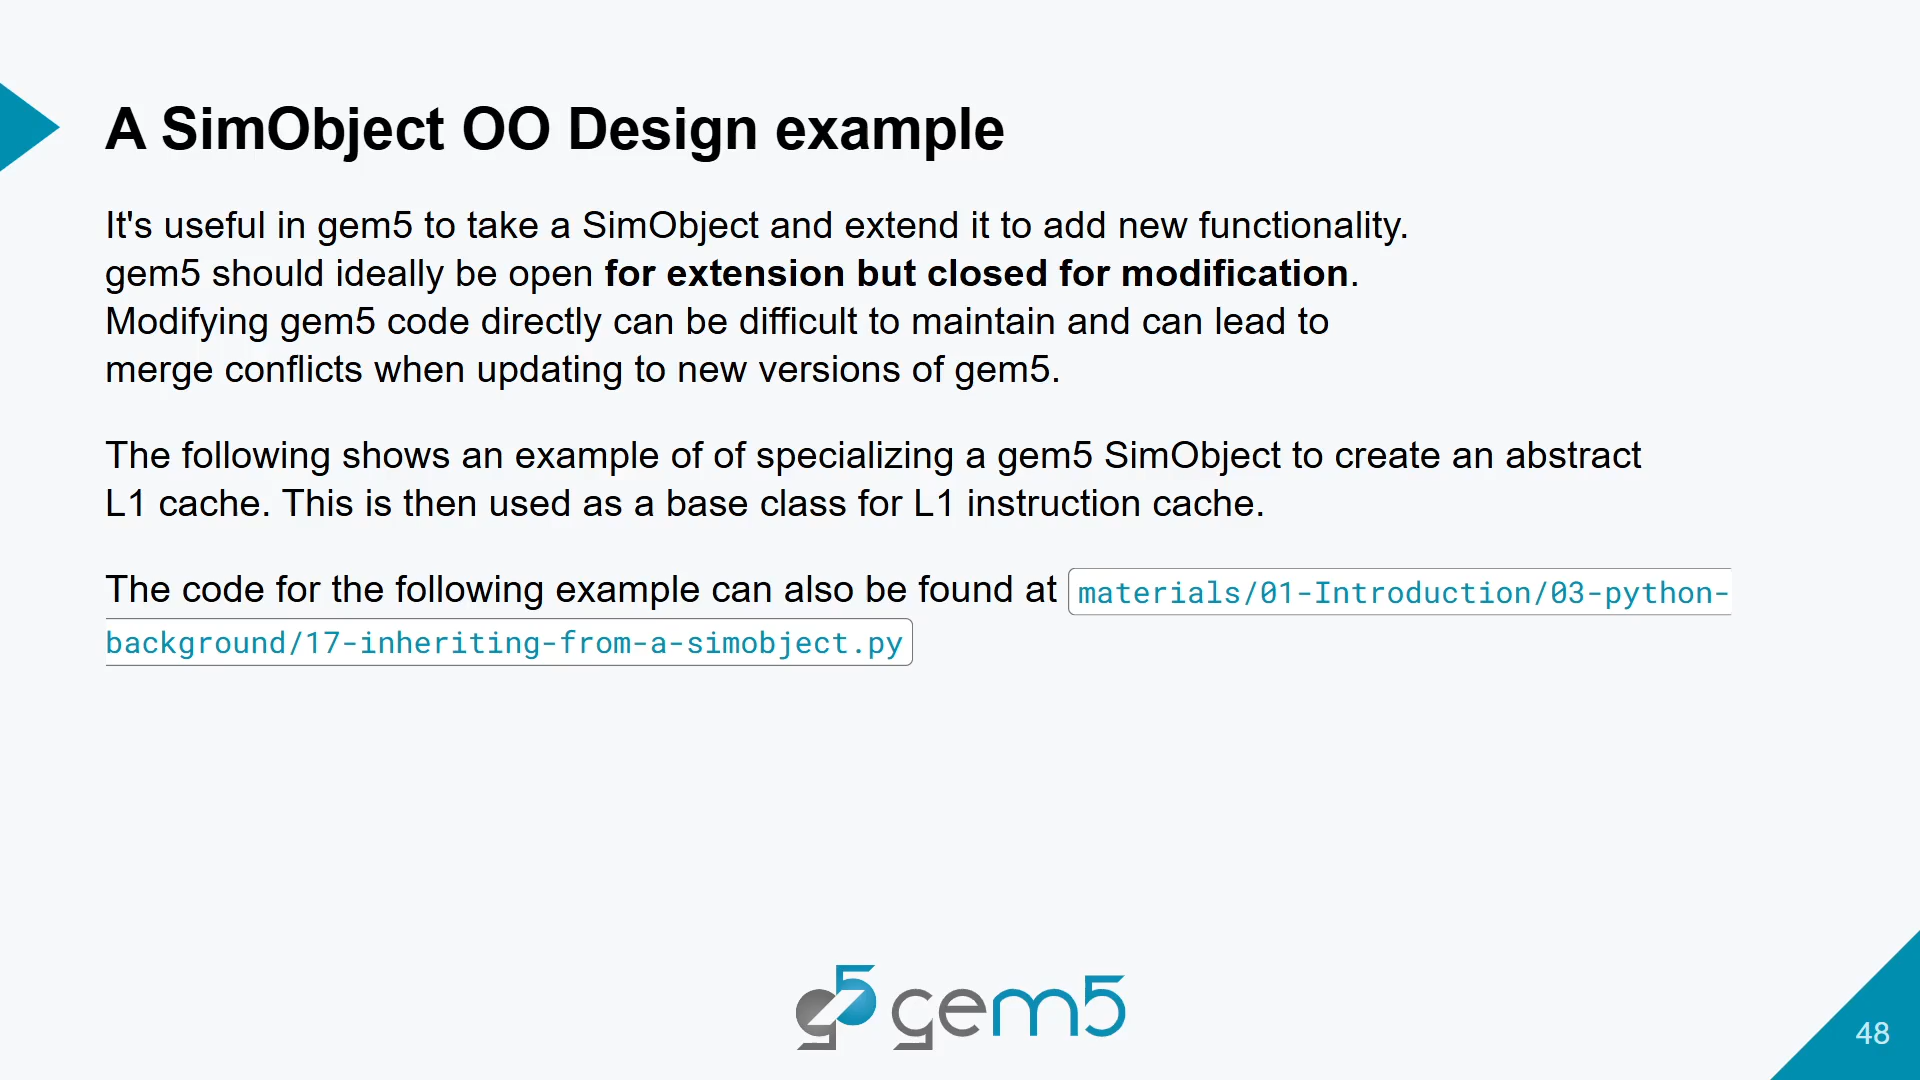 A SimObject OO Design example
It's useful in gem5 to take a SimObject and extend it to add new functionality.
gem5 should ideally be open for extension but closed for modification.
Modifying gem5 code directly can be difficult to maintain and can lead to
merge conflicts when updating to new versions of gem5.
The following shows an example of of specializing a gem5 SimObject to create an abstract
L1 cache. This is then used as a base class for L1 instruction cache.
The code for the following example can also be found at materials/01-Introduction/03-python-
background/17-inheriting-from-a-simobject.py
g5 gem5
48